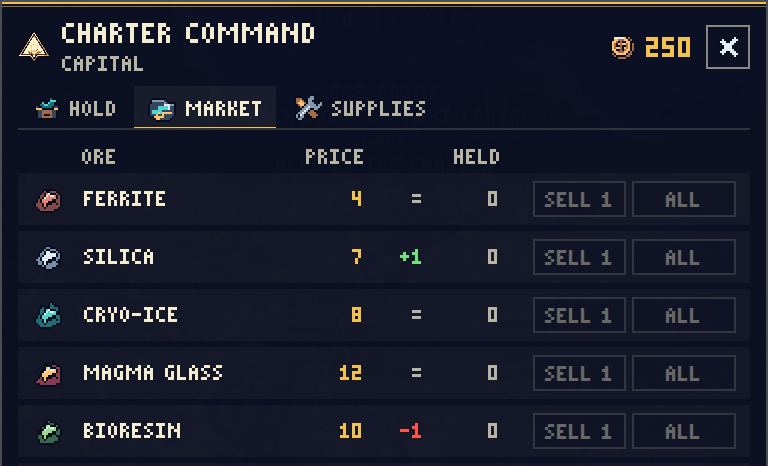 CHARTER COMMAND
CAPITAL
250
HOLD MARKET SUPPLIES
ORE PRICE HELD
FERRITE 4 = 0 SELL 1 ALL
SILICA 7 +1 0 SELL 1 ALL
CRYO-ICE 8 = 0 SELL 1 ALL
MAGMA GLASS 12 = 0 SELL 1 ALL
BIORESIN 10 -1 0 SELL 1 ALL